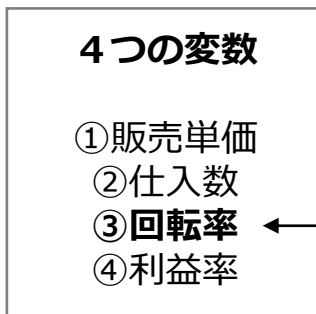 ４つの変数
①販売単価
②仕入数
③回転率
④利益率